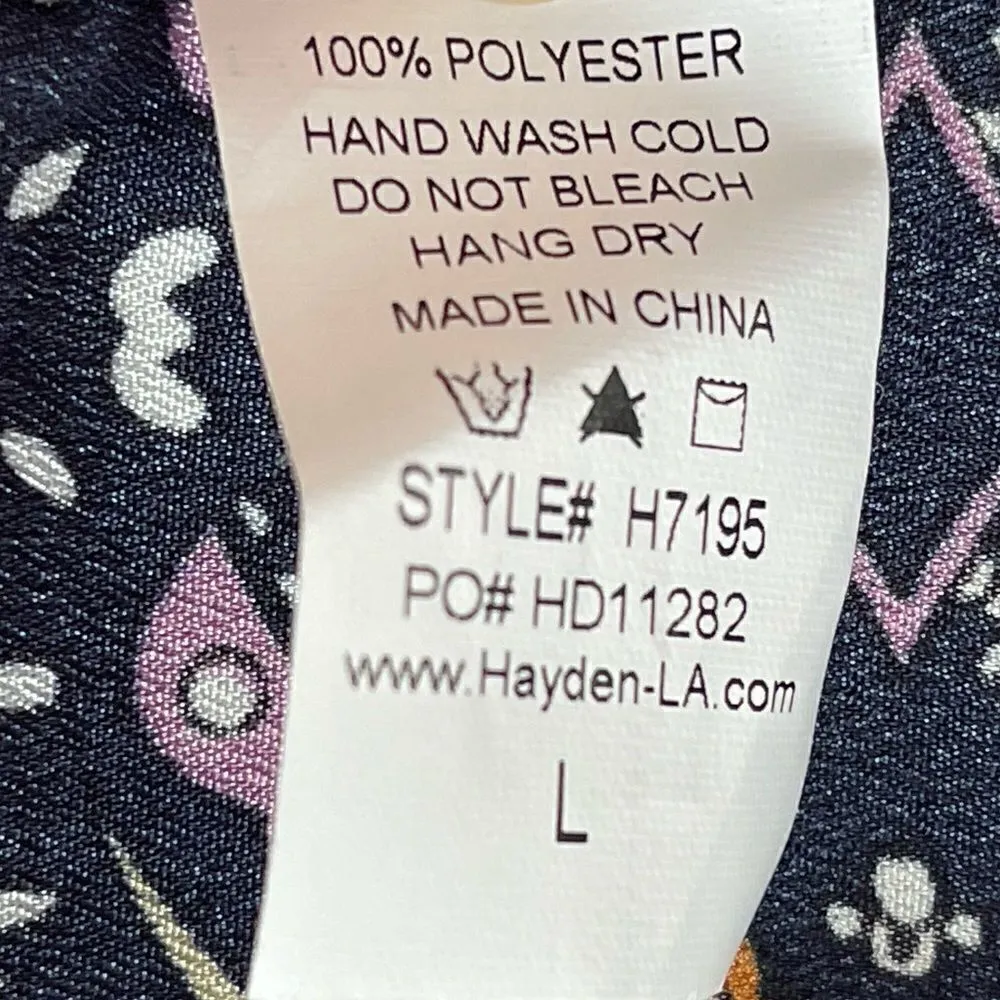 100% POLYESTER
HAND WASH COLD
DO NOT BLEACH
HANG DRY
MADE IN CHINA
STYLE# H7195
PO# HD11282
www.Hayden-LA.com
L